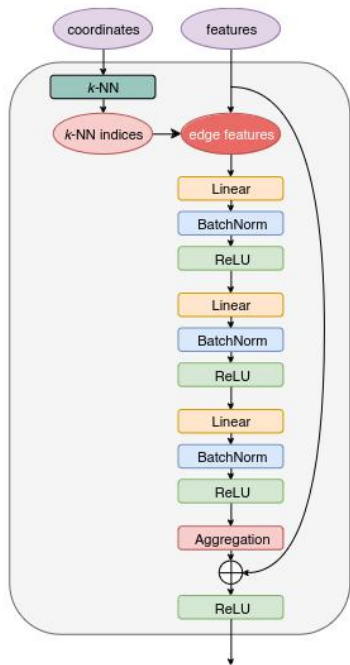 coordinates
features
k-NN
k-NN indices
edge features
Linear
BatchNorm
ReLU
Linear
BatchNorm
ReLU
Linear
BatchNorm
ReLU
Aggregation
ReLU